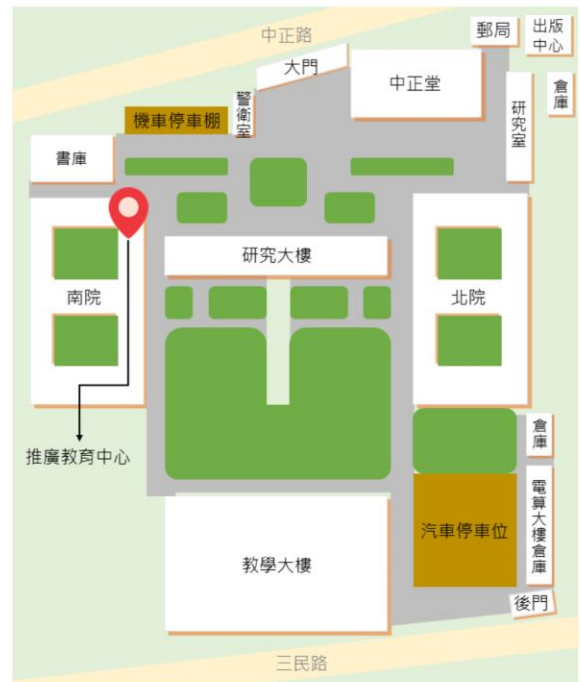 中正路
郵局
出版
中心
大門
中正堂
倉庫
警衛室
機車停車棚
研究室
書庫
研究大樓
南院
北院
推廣教育中心
倉庫
電算大樓倉庫
汽車停車位
教學大樓
後門
三民路